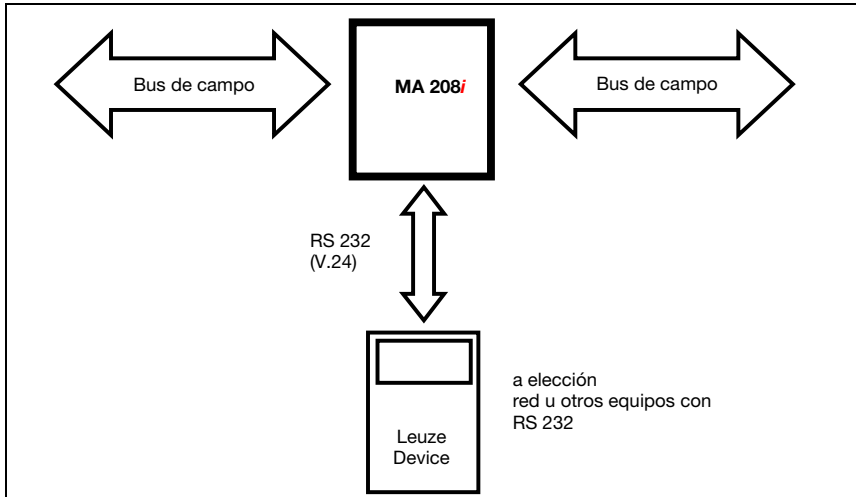 Bus de campo
MA 208i
Bus de campo
RS 232
(V.24)
a elección
red u otros equipos con
RS 232
Leuze
Device